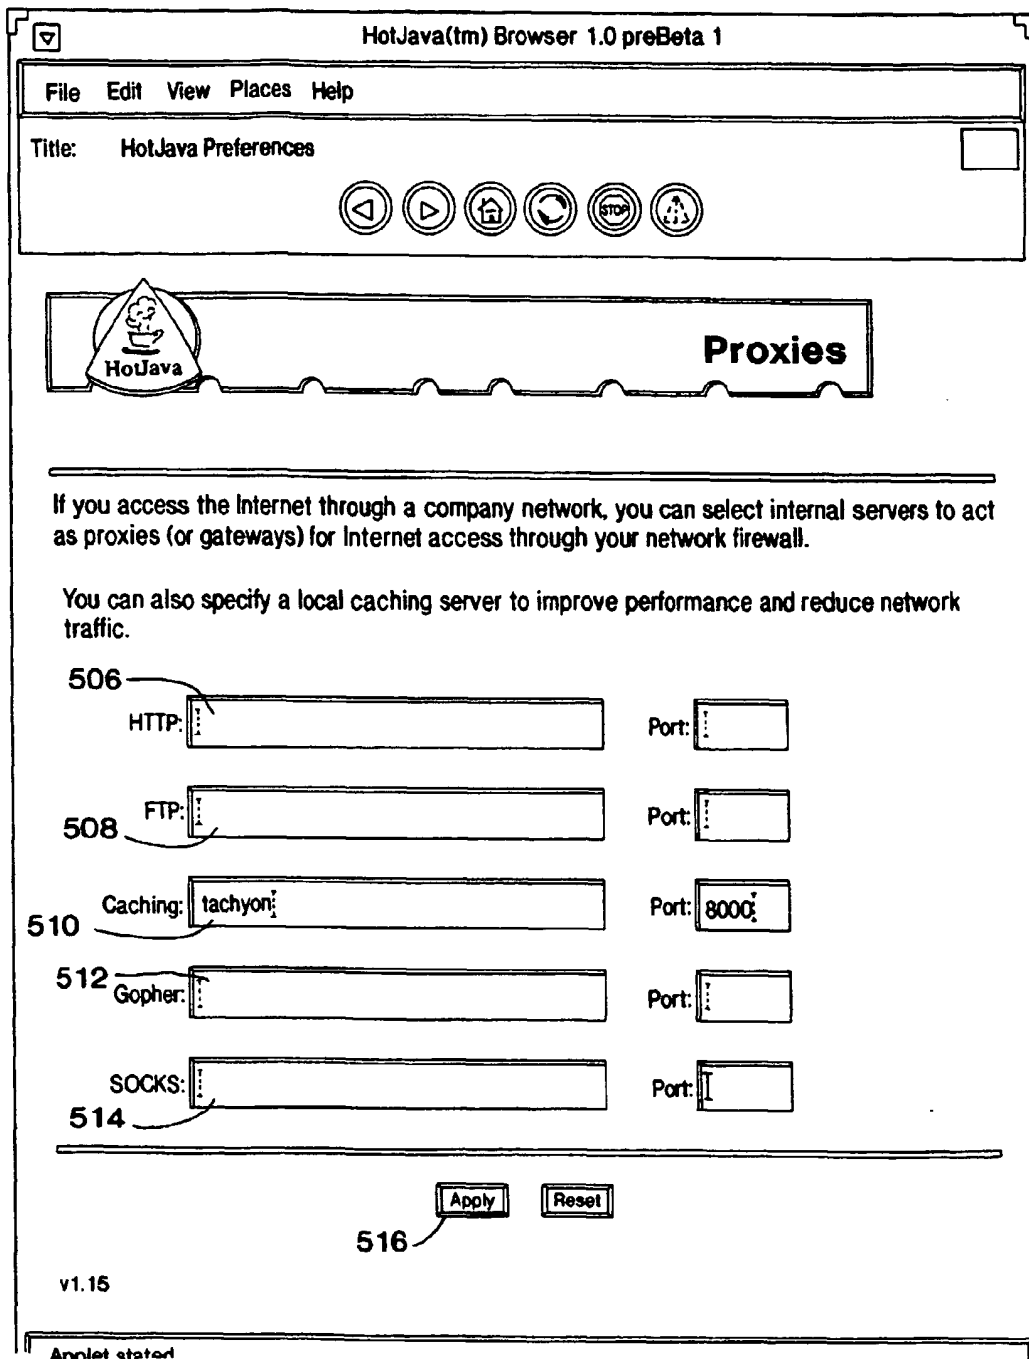 HotJava(tm) Browser 1.0 preBeta 1
File Edit View Places Help
Title: HotJava Preferences
STOP
HotJava
Proxies
If you access the Internet through a company network, you can select internal servers to act
as proxies (or gateways) for Internet access through your network firewall.
You can also specify a local caching server to improve performance and reduce network
traffic.
506
HTTP: Port:
FTP: Port:
508
Caching: tachyon Port: 8000
510
512
Gopher: Port:
SOCKS: Port:
514
Apply Reset
516
v1.15
Applet stated